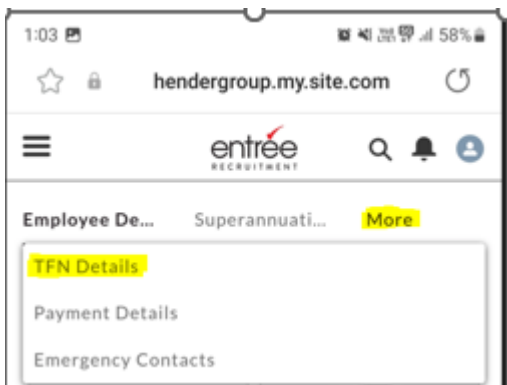 1:03 58%
hendergroup.my.site.com
entrée
RECRUITMENT
Employee De... Superannuati... More
TFN Details
Payment Details
Emergency Contacts